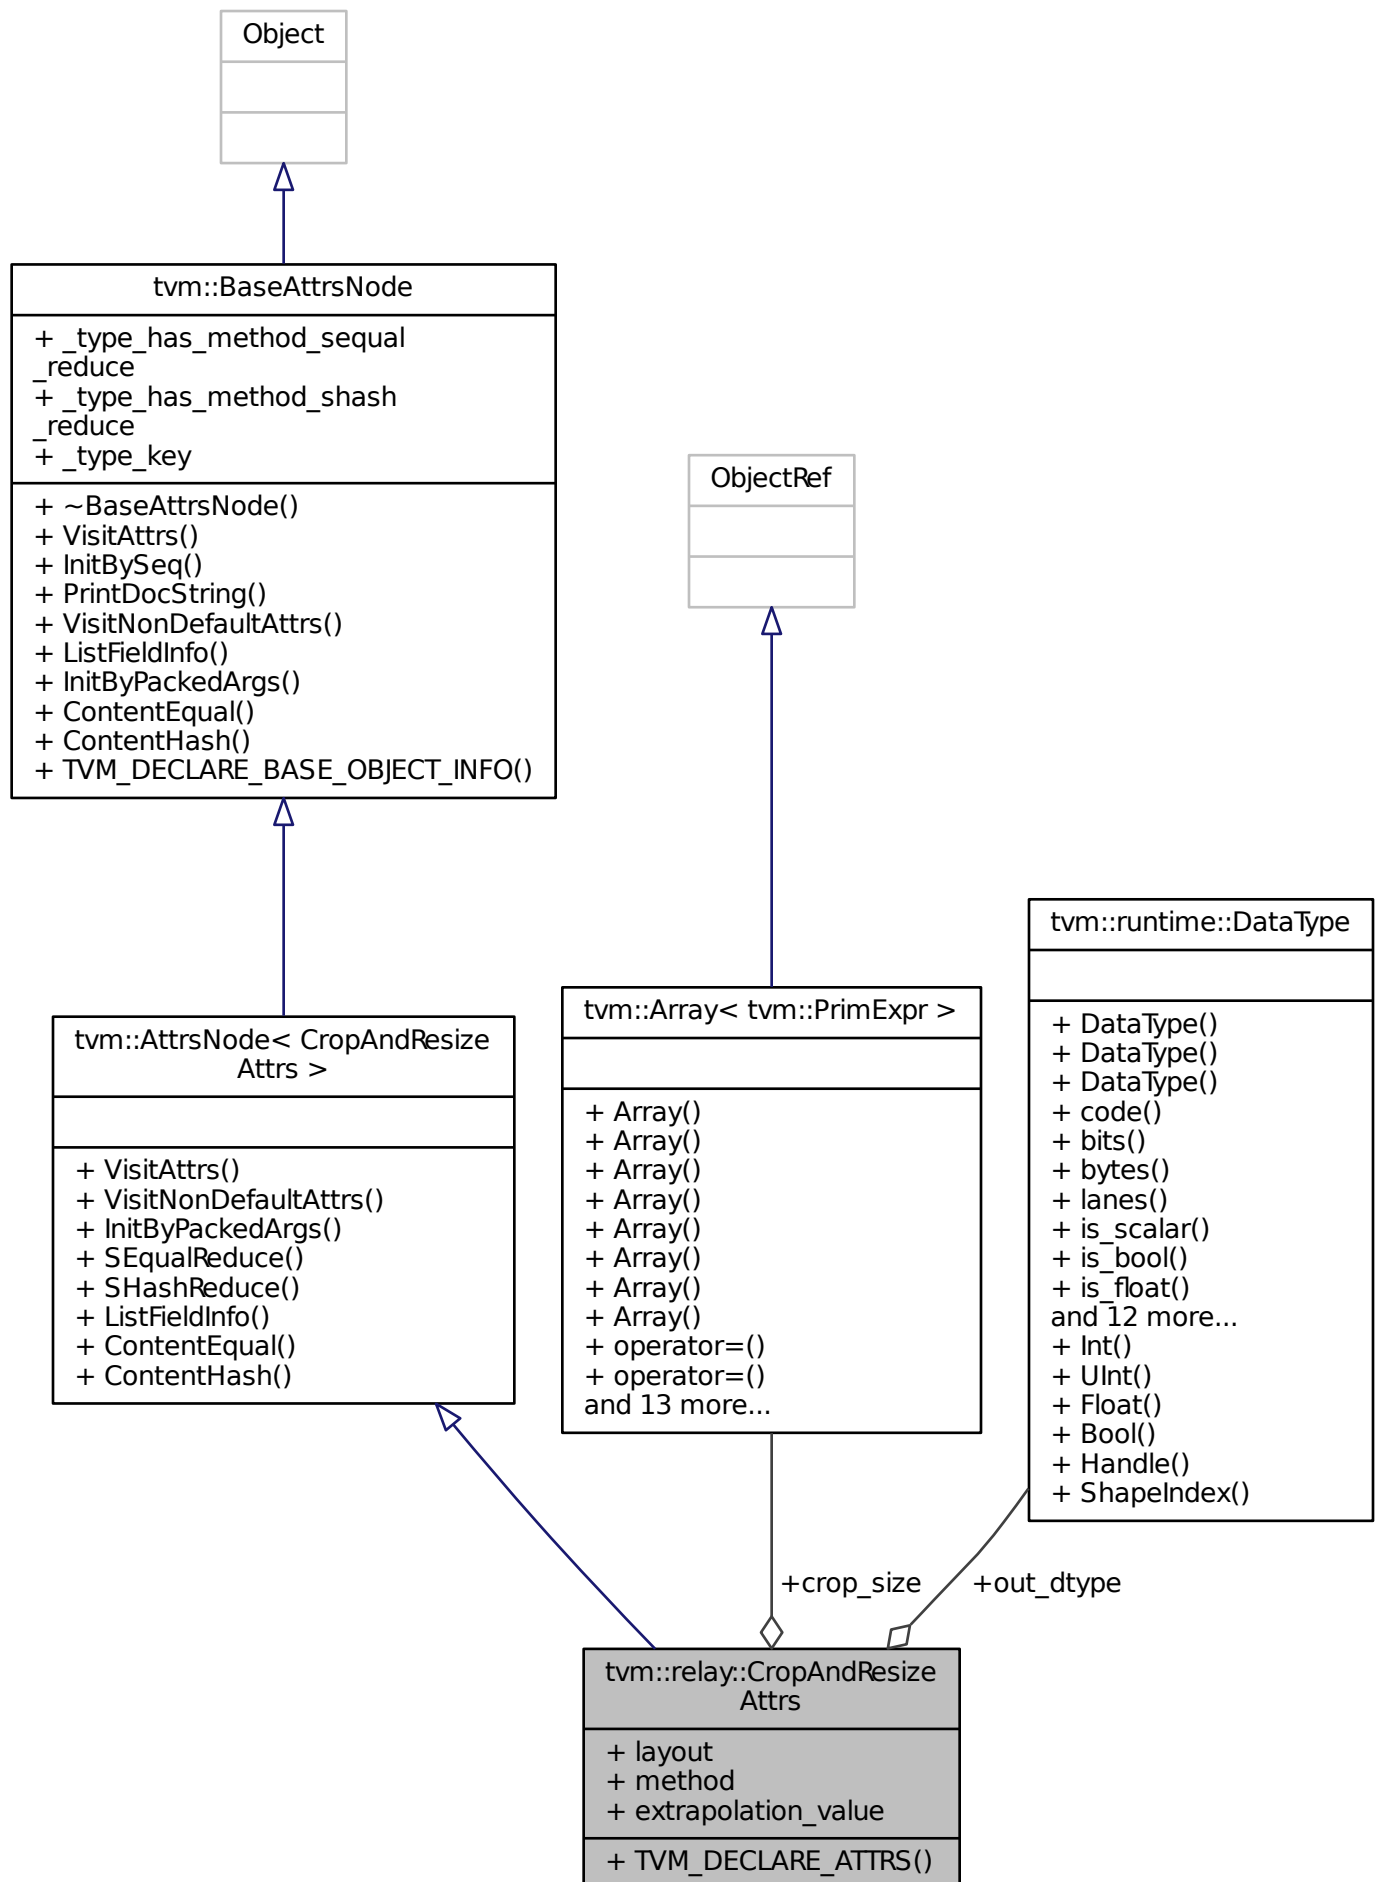 Object
tvm::BaseAttrsNode
+ _type_has_method_sequal
_reduce
+ _type_has_method_shash
_reduce
+ _type_key
+ ~BaseAttrsNode()
+ VisitAttrs()
+ InitBySeq()
+ PrintDocString()
+ VisitNonDefaultAttrs()
+ ListFieldInfo()
+ InitByPackedArgs()
+ ContentEqual()
+ ContentHash()
+ TVM_DECLARE_BASE_OBJECT_INFO()
ObjectRef
tvm::AttrsNode< CropAndResize
Attrs >
+ VisitAttrs()
+ VisitNonDefaultAttrs()
+ InitByPackedArgs()
+ SEqualReduce()
+ SHashReduce()
+ ListFieldInfo()
+ ContentEqual()
+ ContentHash()
tvm::Array< tvm::PrimExpr >
+ Array()
+ Array()
+ Array()
+ Array()
+ Array()
+ Array()
+ Array()
+ Array()
+ operator=()
+ operator=()
and 13 more...
tvm::runtime::DataType
+ DataType()
+ DataType()
+ DataType()
+ code()
+ bits()
+ bytes()
+ lanes()
+ is_scalar()
+ is_bool()
+ is_float()
and 12 more...
+ Int()
+ UInt()
+ Float()
+ Bool()
+ Handle()
+ ShapeIndex()
+crop_size
+out_dtype
tvm::relay::CropAndResize
Attrs
+ layout
+ method
+ extrapolation_value
+ TVM_DECLARE_ATTRS()